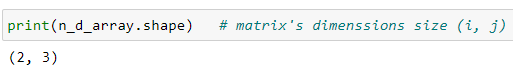 print(n_d_array.shape)   # matrix's dimenssions size (i, j)
(2, 3)